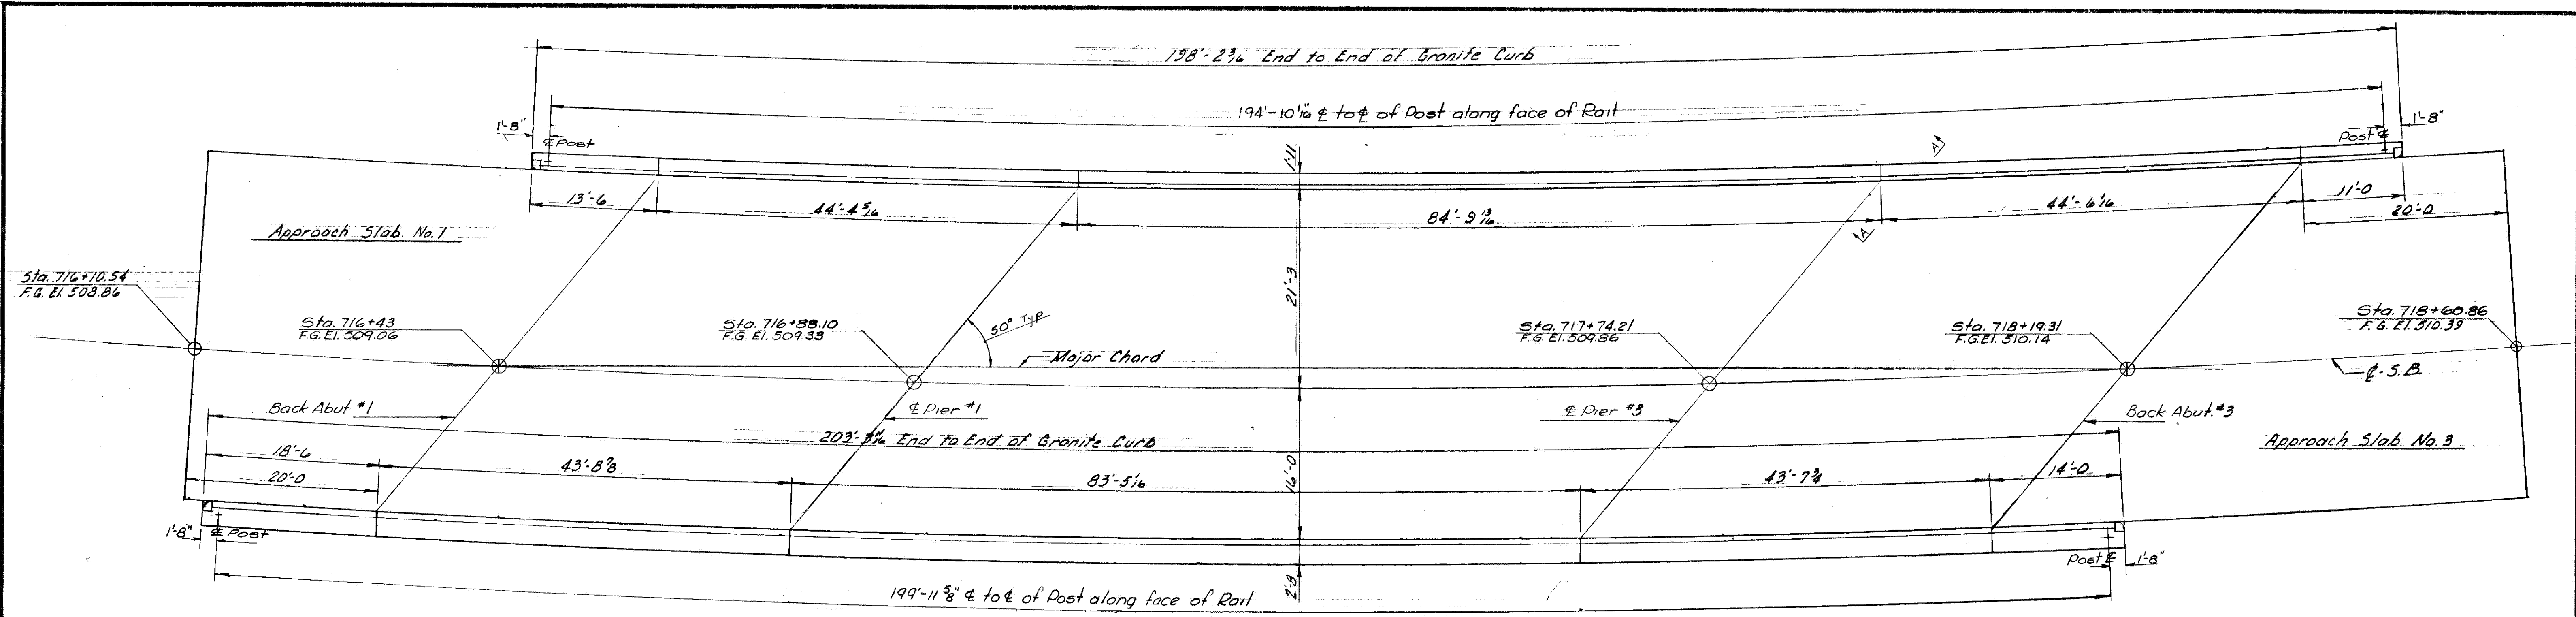 198'-2 3/16 End to End of Granite Curb
194'-10 1/16" ℄ to ℄ of Post along face of Rail
1'-8"
℄ Post
Post ℄
1'-8"
1'-11
A
13'-6
44'-4 5/16
84'-9 13/16
44'-6 1/16
11'-0
20'-0
A
Approach Slab No. 1
21'-3
Sta. 716+10.54
F.G. El. 508.86
Sta. 716+43
F.G. El. 509.06
Sta. 716+88.10
F.G. El. 509.33
50° Typ
Major Chord
Sta. 717+74.21
F.G. El. 509.86
Sta. 718+19.31
F.G. El. 510.14
Sta. 718+60.86
F.G. El. 510.39
℄-S.B.
Back Abut #1
℄ Pier #1
℄ Pier #3
Back Abut. #3
Approach Slab No. 3
End to End of Granite Curb
18'-6
20'-0
43'-8 7/8
16'-0
83'-5 1/16
43'-7 3/4
14'-0
1'-8"
℄ Post
Post ℄
1'-8"
2'-8
199'-11 5/8" ℄ to ℄ of Post along face of Rail